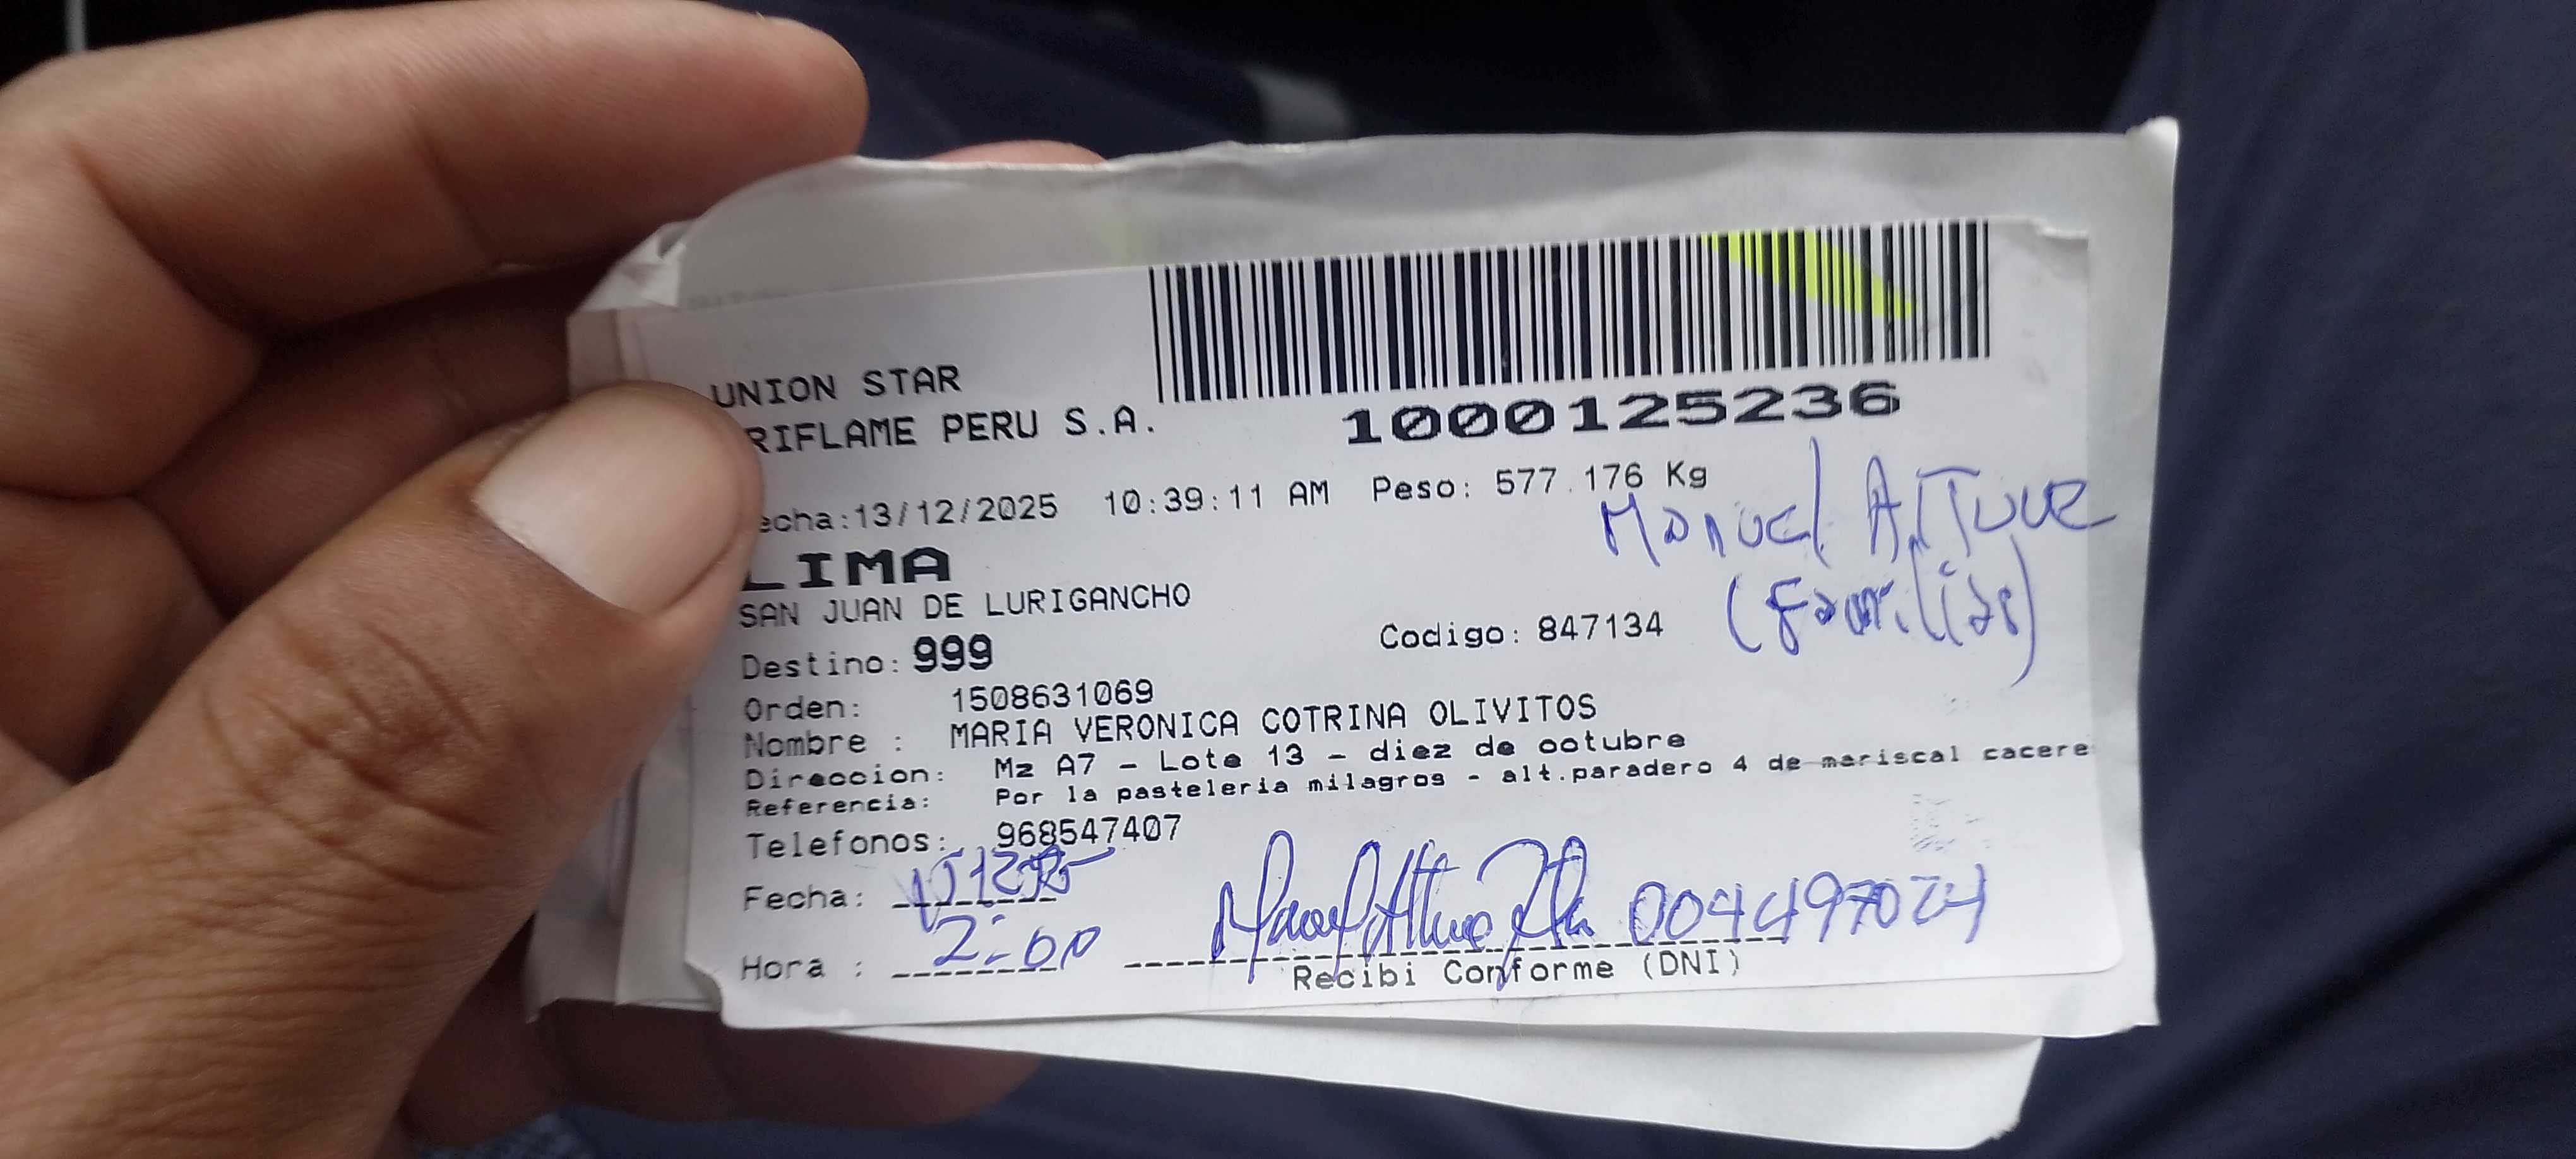 UNION STAR
RIFLAME PERU S.A.
1000125236
echa:13/12/2025 10:39:11 AM Peso: 577.176 Kg
LIMA
SAN JUAN DE LURIGANCHO
Manuel
Destino: 999
Codigo: 847134
Orden: 1508631069
Nombre : MARIA VERONICA COTRINA OLIVITOS
Direccion: Mz A7 - Lote 13 - diez de octubre
Referencia: Por la pasteleria milagros - alt.paradero 4 de mariscal cacere
Telefonos: 968547407
Fecha:
Hora : 2:00
004497024
Recibi Conforme (DNI)